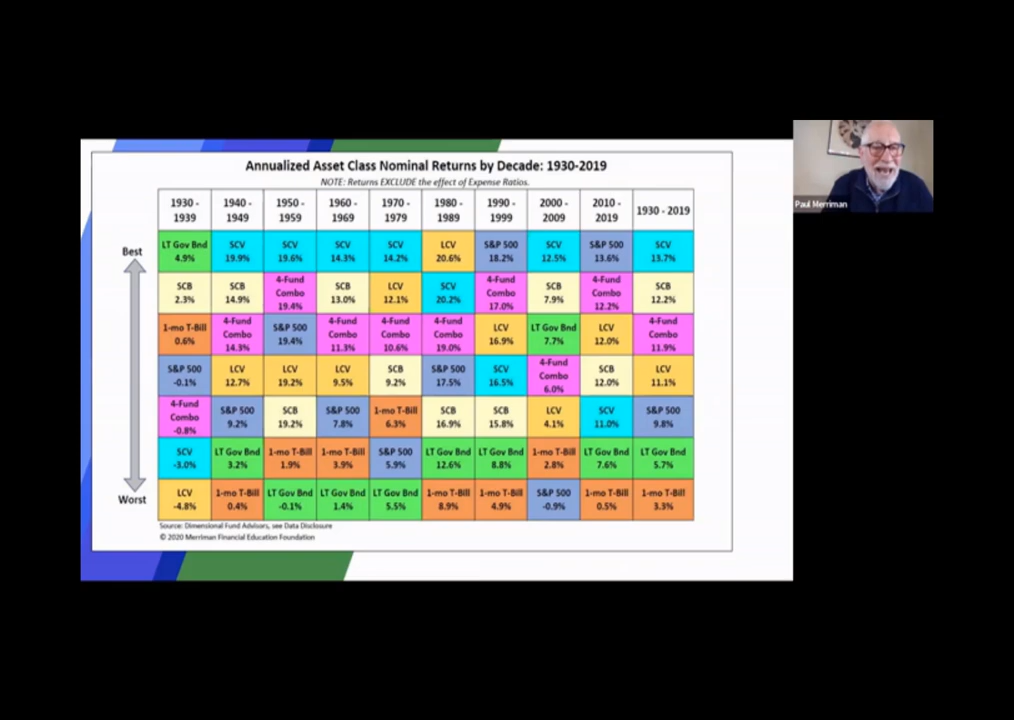 Annualized Asset Class Nominal Returns by Decade: 1930-2019
NOTE: Returns EXCLUDE the effect of Expense Ratios.
1930 - 1939 1940 - 1949 1950 - 1959 1960 - 1969 1970 - 1979 1980 - 1989 1990 - 1999 2000 - 2009 2010 - 2019 1930 - 2019
Best
LT Gov Bnd 4.9% SCV 19.9% SCV 19.6% SCV 14.3% SCV 14.2% LCV 20.6% S&P 500 18.2% SCV 12.5% S&P 500 13.6% SCV 13.7%
SCB 2.3% SCB 14.9% 4-Fund Combo 19.4% SCB 13.0% LCV 12.1% SCV 20.2% 4-Fund Combo 17.0% SCB 7.9% 4-Fund Combo 12.2% SCB 12.2%
1-mo T-Bill 0.6% 4-Fund Combo 14.3% S&P 500 19.4% 4-Fund Combo 11.3% 4-Fund Combo 10.6% 4-Fund Combo 19.0% LCV 16.9% LT Gov Bnd 7.7% LCV 12.0% 4-Fund Combo 11.9%
S&P 500 -0.1% LCV 12.7% LCV 19.2% LCV 9.5% SCB 9.2% S&P 500 17.5% SCV 16.5% 4-Fund Combo 6.0% SCB 12.0% LCV 11.1%
4-Fund Combo -0.8% S&P 500 9.2% SCB 19.2% S&P 500 7.8% 1-mo T-Bill 6.3% SCB 16.9% SCB 15.8% LCV 4.1% SCV 11.0% S&P 500 9.8%
SCV -3.0% LT Gov Bnd 3.2% 1-mo T-Bill 1.9% 1-mo T-Bill 3.9% S&P 500 5.9% LT Gov Bnd 12.6% LT Gov Bnd 8.8% 1-mo T-Bill 2.8% LT Gov Bnd 7.6% LT Gov Bnd 5.7%
Worst
LCV -4.8% 1-mo T-Bill 0.4% LT Gov Bnd -0.1% LT Gov Bnd 1.4% LT Gov Bnd 5.5% 1-mo T-Bill 8.9% 1-mo T-Bill 4.9% S&P 500 -0.9% 1-mo T-Bill 0.5% 1-mo T-Bill 3.3%
Source: Dimensional Fund Advisors, see Data Disclosure
© 2020 Merriman Financial Education Foundation
Paul Merriman